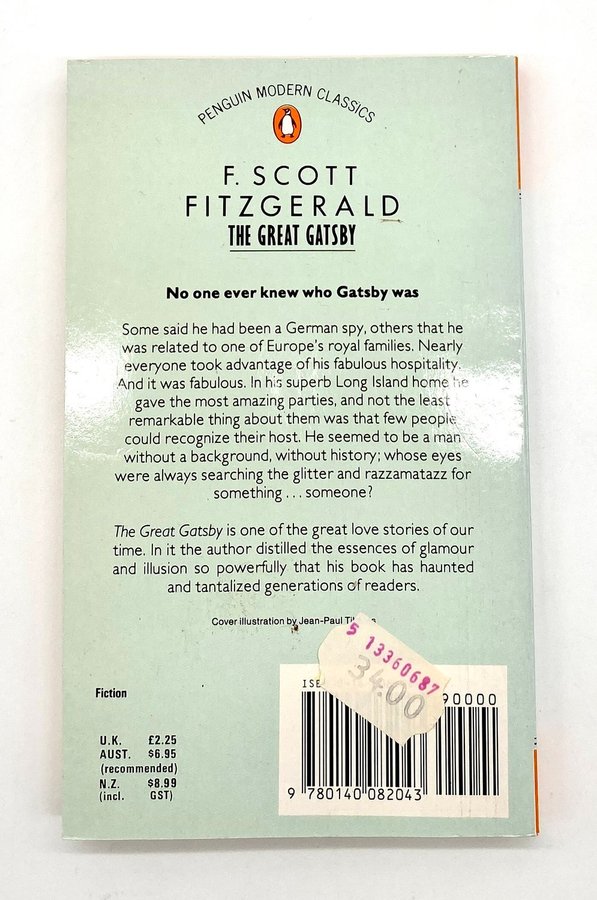 PENGUIN MODERN CLASSICS
F. SCOTT
FITZGERALD
THE GREAT GATSBY
No one ever knew who Gatsby was
Some said he had been a German spy, others that he
was related to one of Europe's royal families. Nearly
everyone took advantage of his fabulous hospitality.
And it was fabulous. In his superb Long Island home he
gave the most amazing parties, and not the least
remarkable thing about them was that few people
could recognize their host. He seemed to be a man
without a background, without history; whose eyes
were always searching the glitter and razzamatazz for
something . . . someone?
The Great Gatsby is one of the great love stories of our
time. In it the author distilled the essences of glamour
and illusion so powerfully that his book has haunted
and tantalized generations of readers.
Cover illustration by Jean-Paul
5 13360687
34.00
Fiction
90000
U.K. £2.25
AUST. $6.95
(recommended)
N.Z. $8.99
(incl. GST)
9 780140 082043